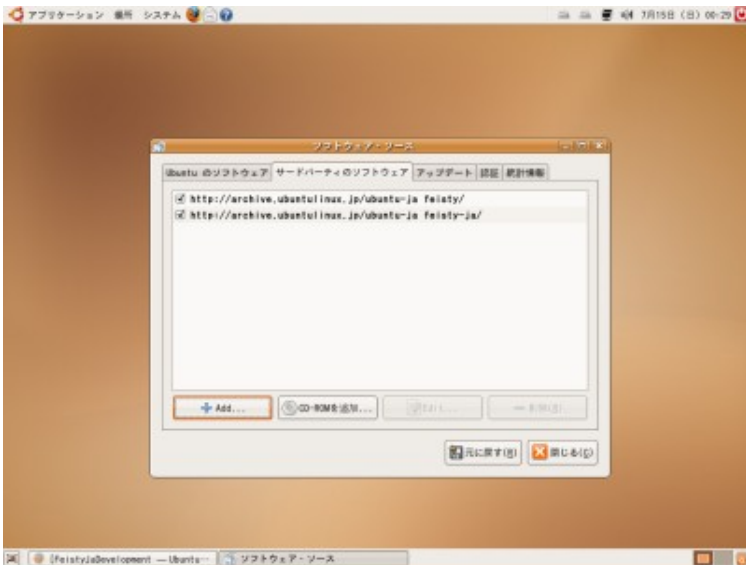 アプリケーション 場所 システム 7月15日 (日) 00:29
ソフトウェア・ソース
Ubuntu のソフトウェア サードパーティのソフトウェア アップデート 認証 統計情報
http://archive.ubuntulinux.jp/ubuntu-ja feisty/
http://archive.ubuntulinux.jp/ubuntu-ja feisty-ja/
Add... CD-ROMを追加... Edit... 削除(R)
元に戻す(R) 閉じる(C)
[FeistyJaDevelopment — Ubuntu… ソフトウェア・ソース